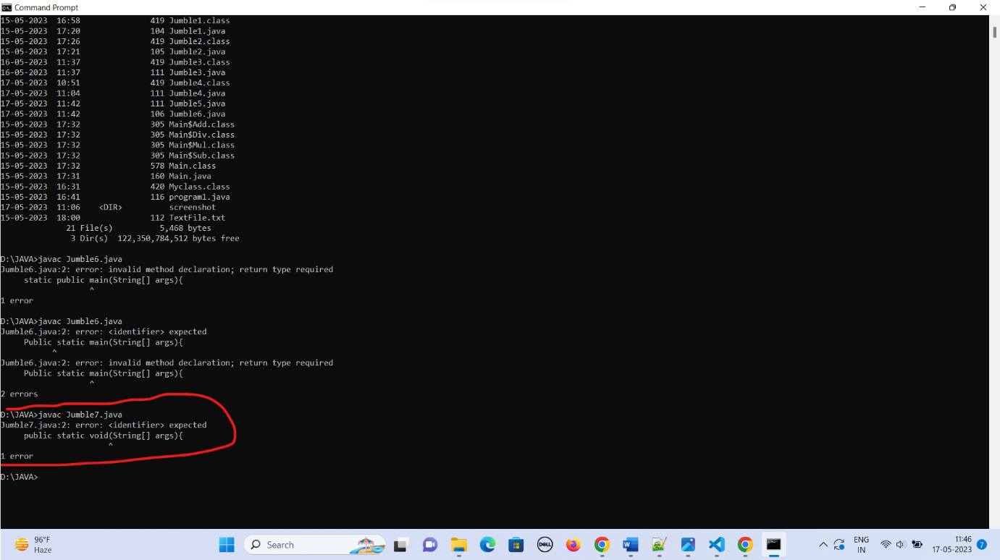 Command Prompt
15-05-2023  16:58               419 Jumble1.class
15-05-2023  17:20               104 Jumble1.java
15-05-2023  17:26               419 Jumble2.class
15-05-2023  17:21               105 Jumble2.java
16-05-2023  11:37               419 Jumble3.class
16-05-2023  11:37               111 Jumble3.java
17-05-2023  10:51               419 Jumble4.class
17-05-2023  11:04               111 Jumble4.java
17-05-2023  11:42               111 Jumble5.java
17-05-2023  11:42               106 Jumble6.java
15-05-2023  17:32               305 Main$Add.class
15-05-2023  17:32               305 Main$Div.class
15-05-2023  17:32               305 Main$Mul.class
15-05-2023  17:32               305 Main$Sub.class
15-05-2023  17:32               578 Main.class
15-05-2023  17:31               160 Main.java
15-05-2023  16:31               420 Myclass.class
15-05-2023  16:41               116 program1.java
17-05-2023  11:06    <DIR>          screenshot
15-05-2023  18:00               112 TextFile.txt
21 File(s)          5,468 bytes
3 Dir(s)  122,350,784,512 bytes free
D:\JAVA>javac Jumble6.java
Jumble6.java:2: error: invalid method declaration; return type required
static public main(String[] args){
^
1 error
D:\JAVA>javac Jumble6.java
Jumble6.java:2: error: <identifier> expected
Public static main(String[] args){
^
Jumble6.java:2: error: invalid method declaration; return type required
Public static main(String[] args){
^
2 errors
D:\JAVA>javac Jumble7.java
Jumble7.java:2: error: <identifier> expected
public static void(String[] args){
^
1 error
D:\JAVA>
96°F
Haze
Search
DELL
ENG
IN
11:46
17-05-2023
7